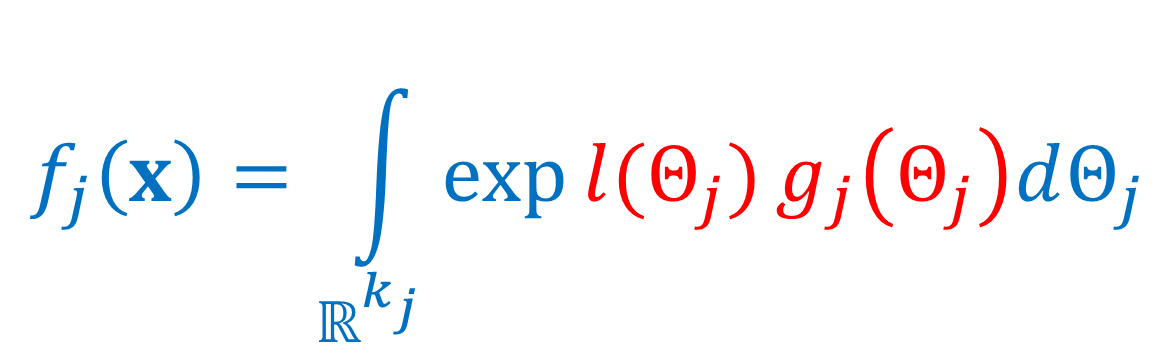 f_j(𝐱) = ∫_{ℝ^{k_j}} exp l(Θ_j) g_j(Θ_j) dΘ_j